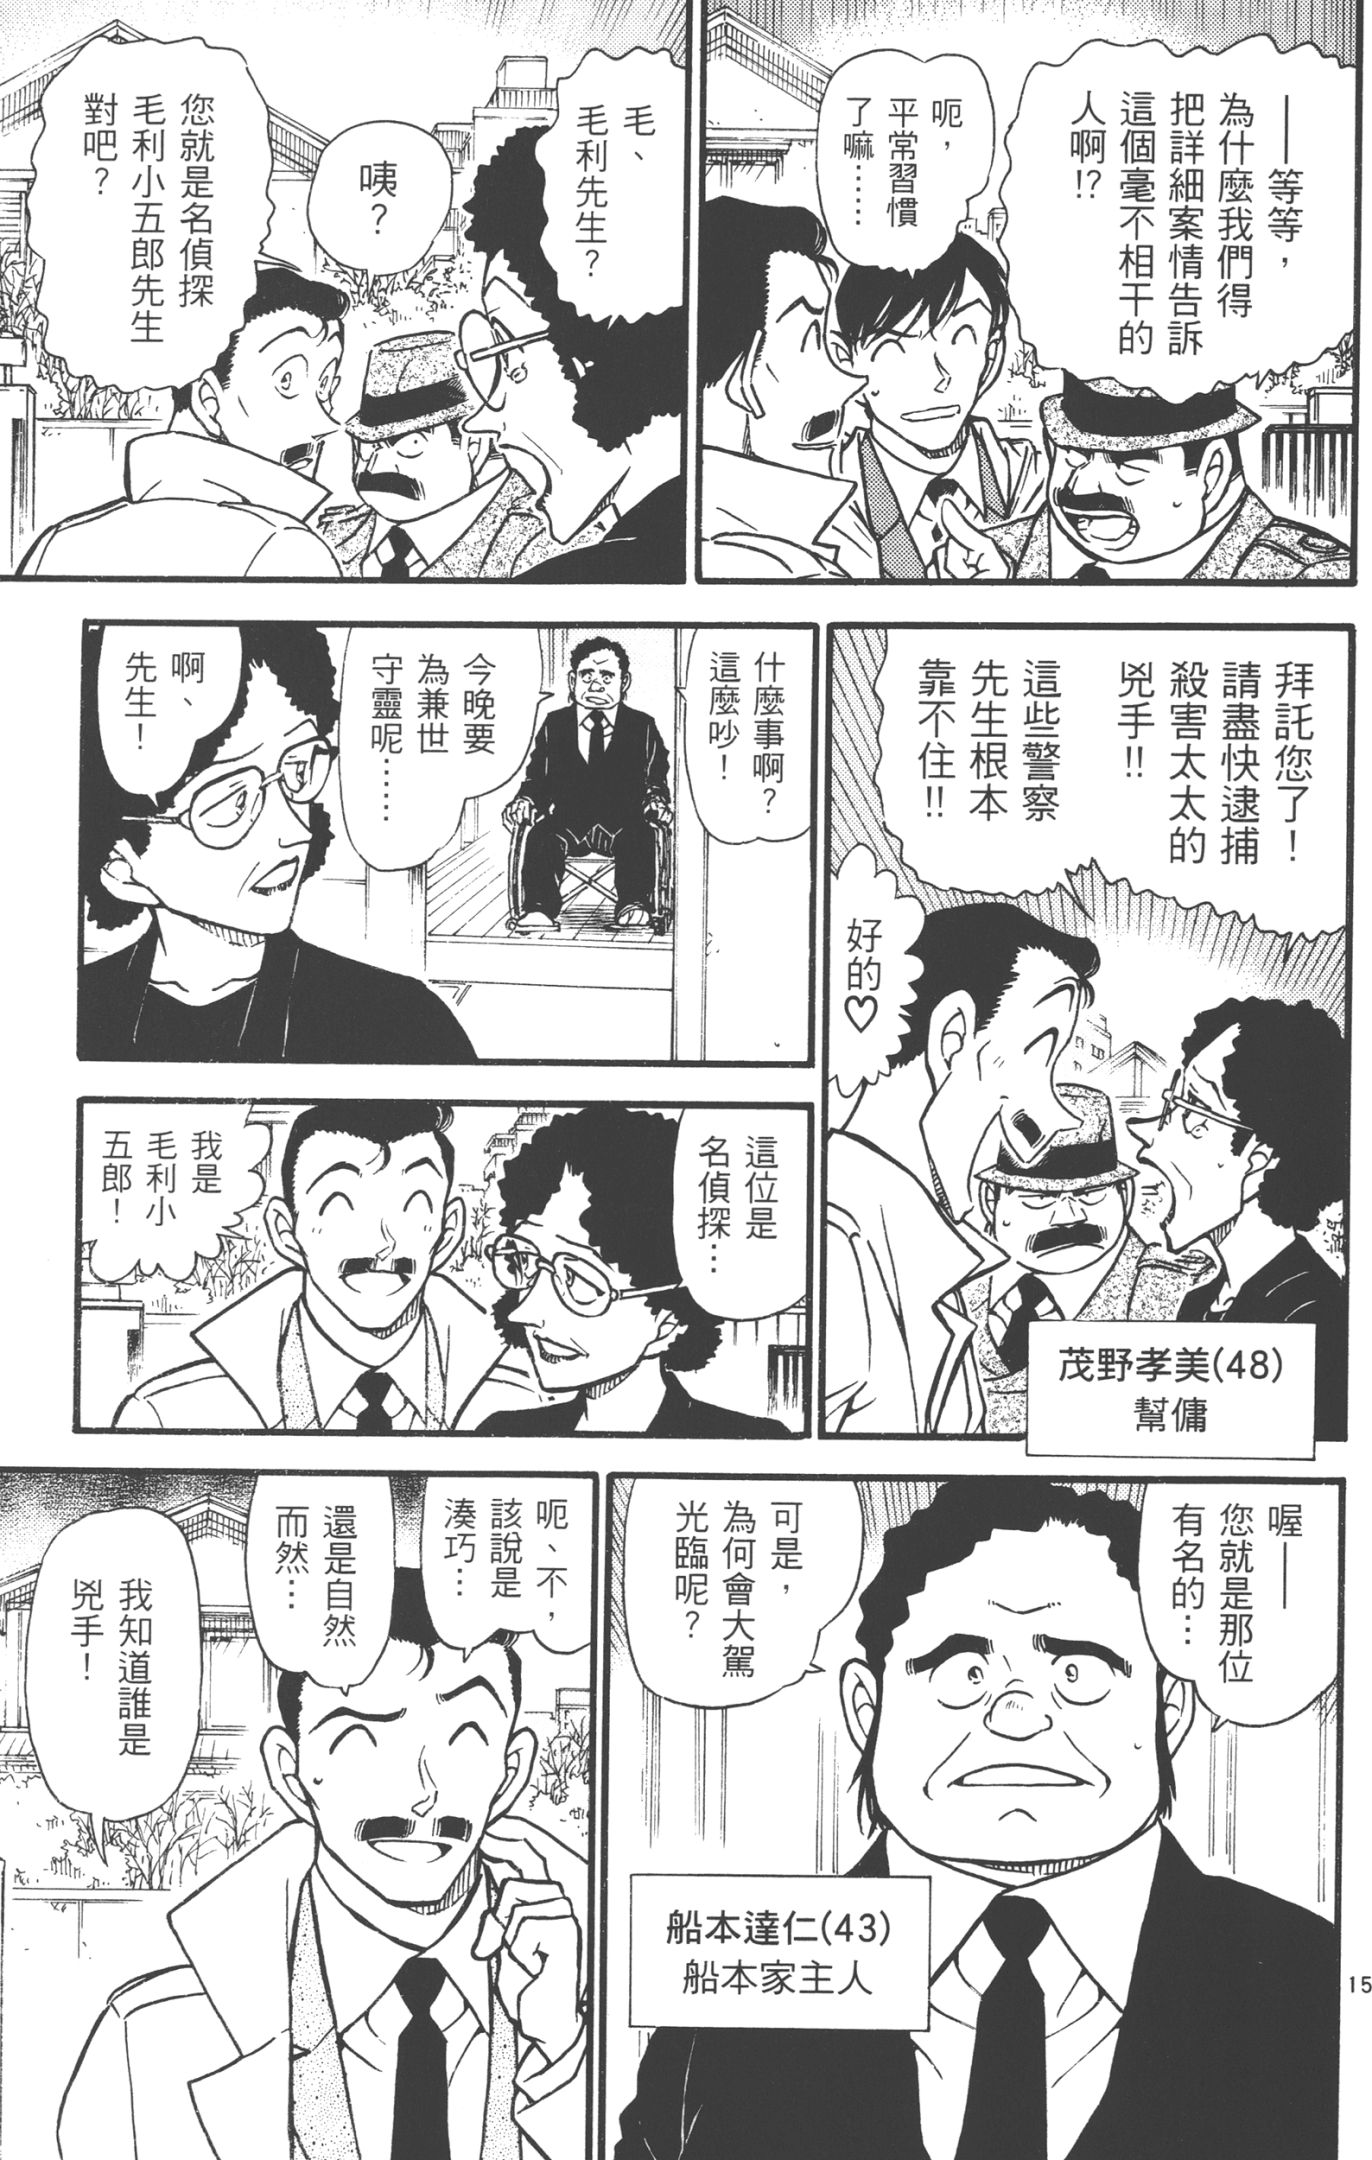 ——等等，
為什麼我們得
把詳細案情告訴
這個毫不相干的
人啊!?
呃，
平常習慣
了嘛……
毛、
毛利先生？
咦？
您就是名偵探
毛利小五郎先生
對吧？
拜託您了！
請盡快逮捕
殺害太太的
兇手!!
這些警察
先生根本
靠不住!!
好的♡
茂野孝美(48)
幫傭
什麼事啊？
這麼吵！
今晚要
為兼世
守靈呢……
啊、
先生！
這位是
名偵探…
我是
毛利小
五郎！
喔——
您就是那位
有名的…
可是，
為何會大駕
光臨呢？
船本達仁(43)
船本家主人
呃、不，
該說是
湊巧…
還是自然
而然…
我知道誰是
兇手！
15